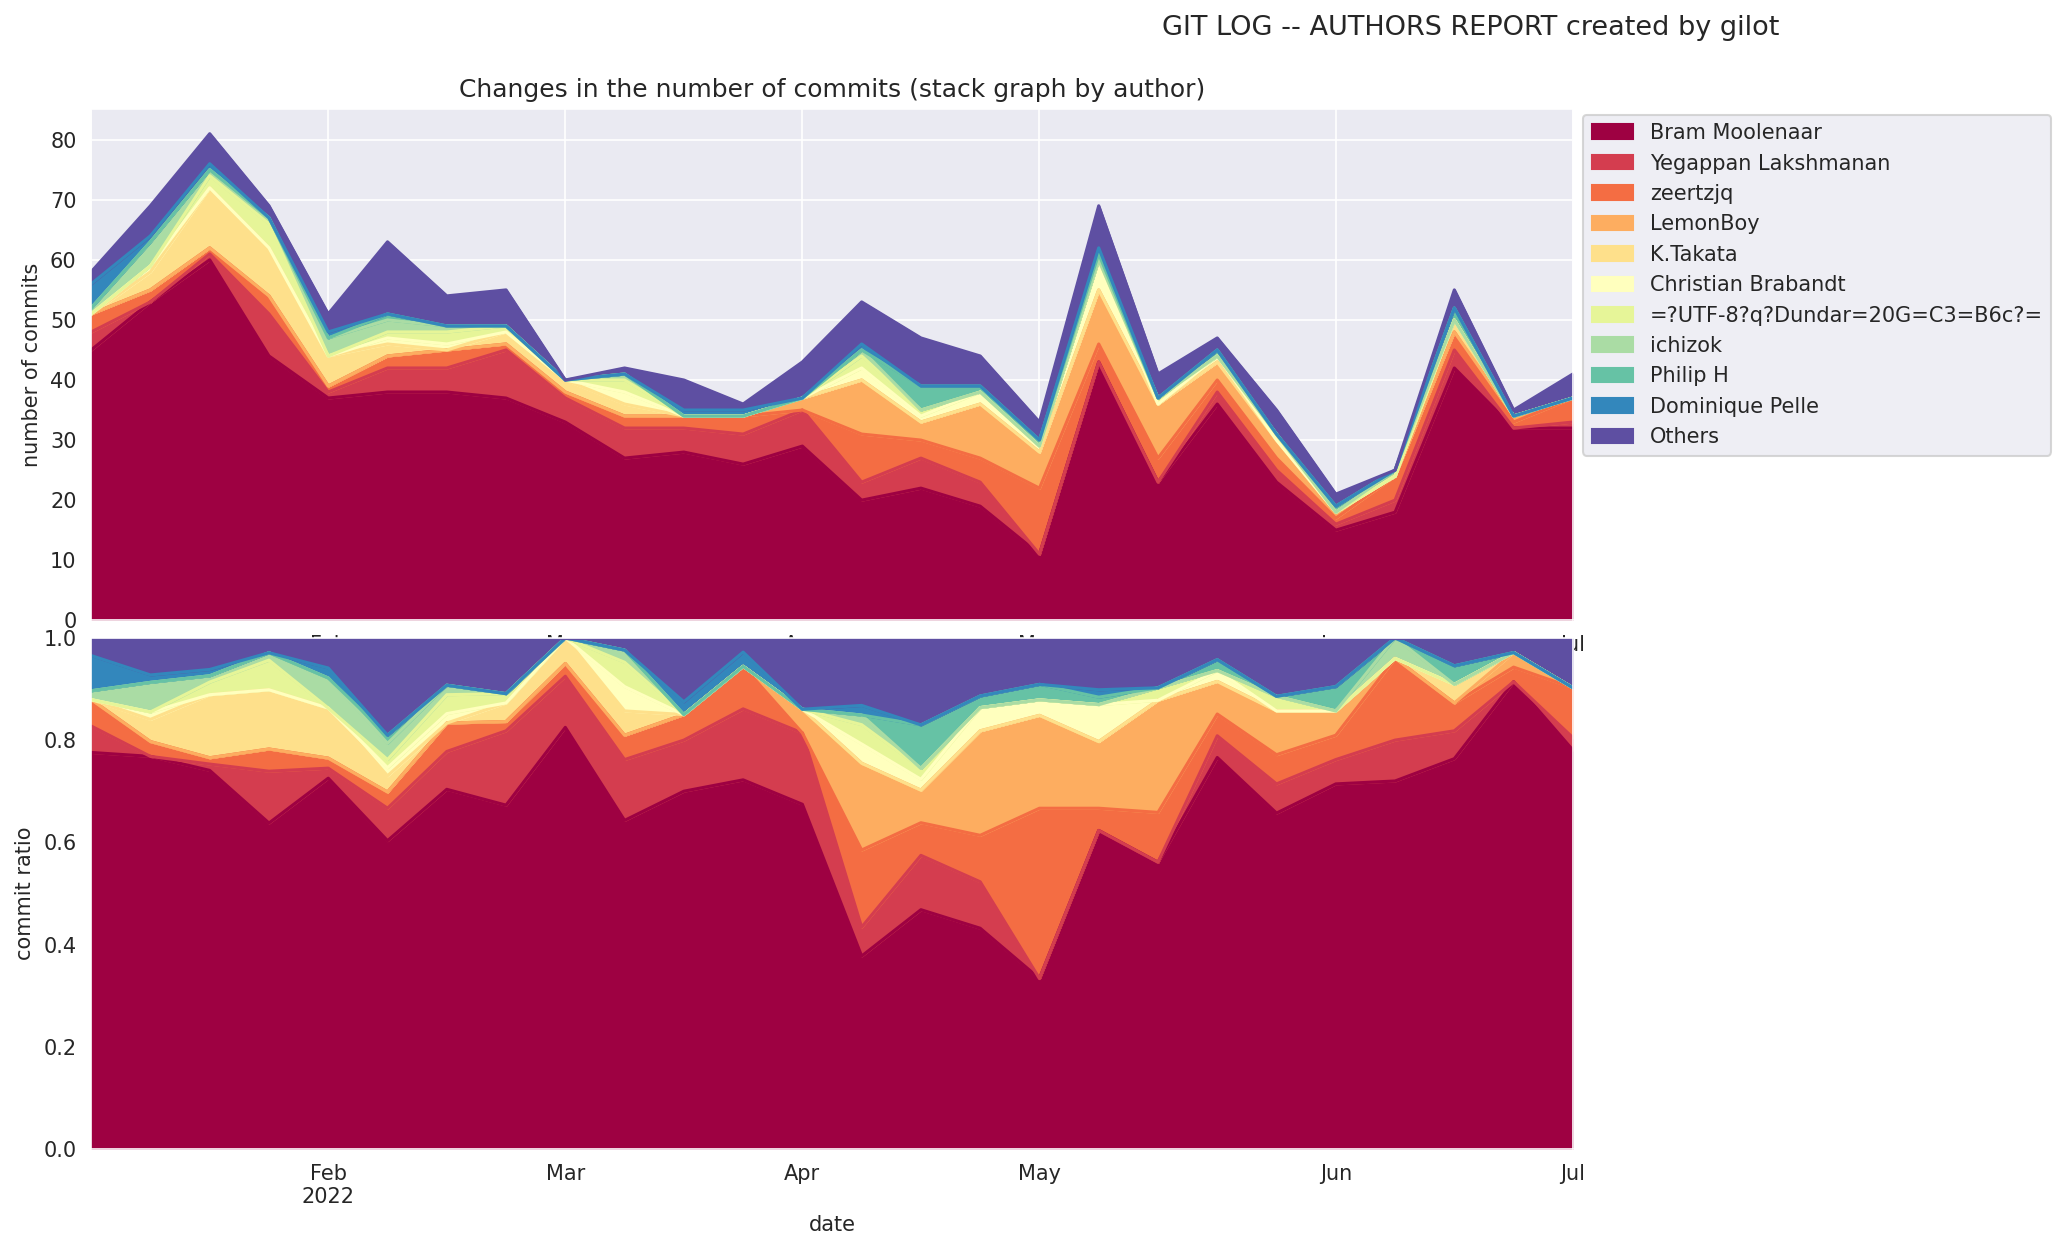 GIT LOG -- AUTHORS REPORT created by gilot
Changes in the number of commits (stack graph by author)
number of commits
80
70
60
50
40
30
20
10
0
Bram Moolenaar
Yegappan Lakshmanan
zeertzjq
LemonBoy
K.Takata
Christian Brabandt
=?UTF-8?q?Dundar=20G=C3=B6c?=
ichizok
Philip H
Dominique Pelle
Others
commit ratio
1.0
0.8
0.6
0.4
0.2
0.0
Feb Mar Apr May Jun Jul
2022
date